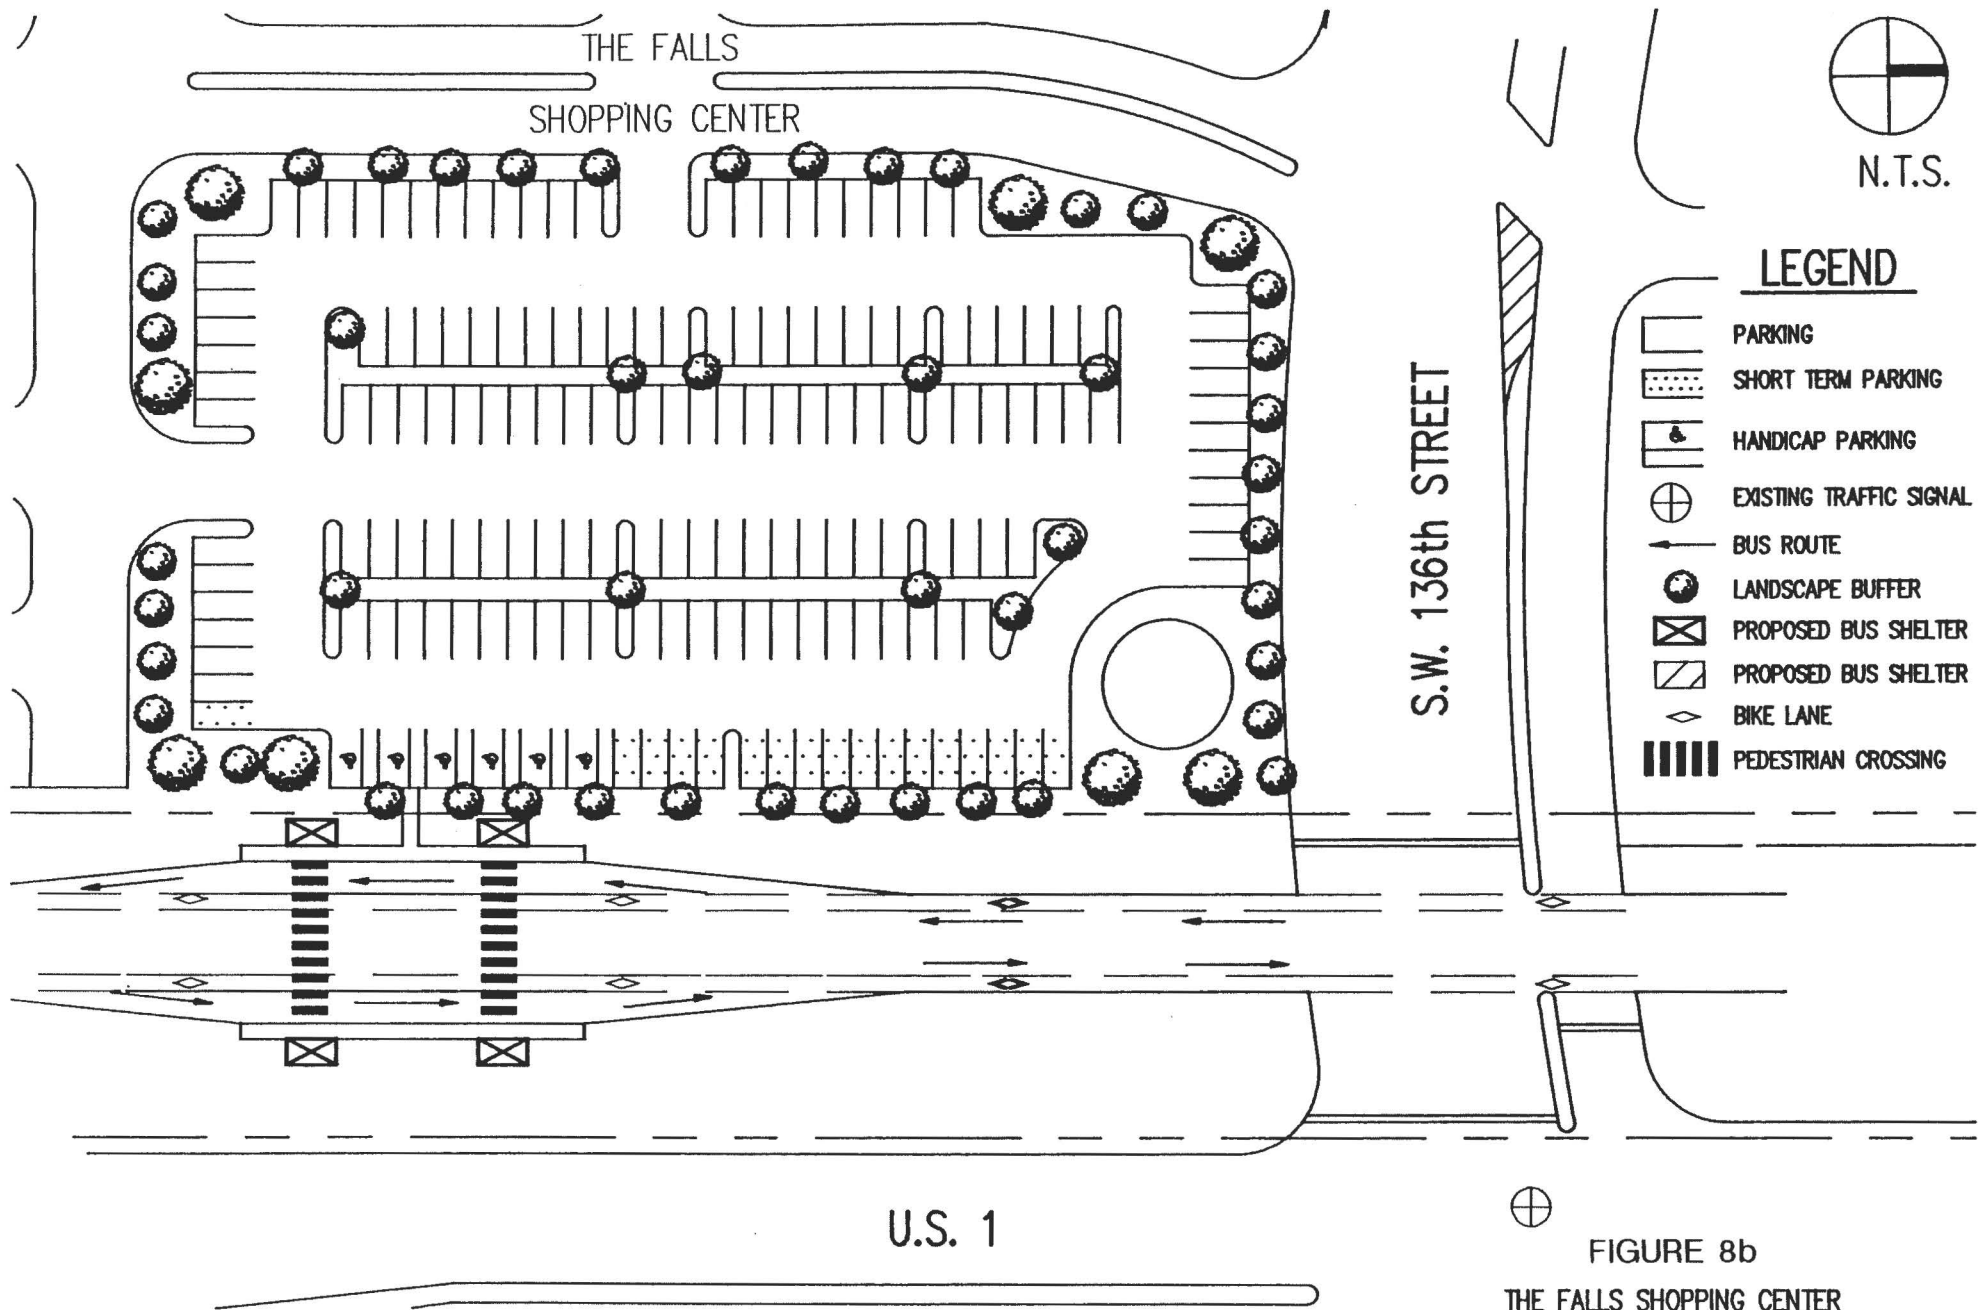 THE FALLS
SHOPPING CENTER
N.T.S.
LEGEND
PARKING
SHORT TERM PARKING
HANDICAP PARKING
EXISTING TRAFFIC SIGNAL
BUS ROUTE
LANDSCAPE BUFFER
PROPOSED BUS SHELTER
PROPOSED BUS SHELTER
BIKE LANE
PEDESTRIAN CROSSING
S.W. 136th STREET
U.S. 1
FIGURE 8b
THE FALLS SHOPPING CENTER